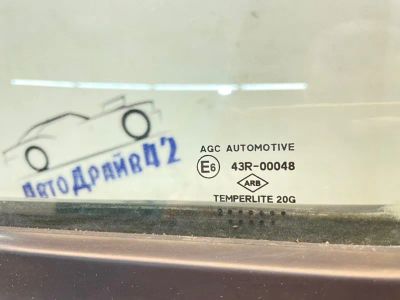 АвтоДрайв42
AGC AUTOMOTIVE
E6 43R-00048
ARB
TEMPERLITE 20G